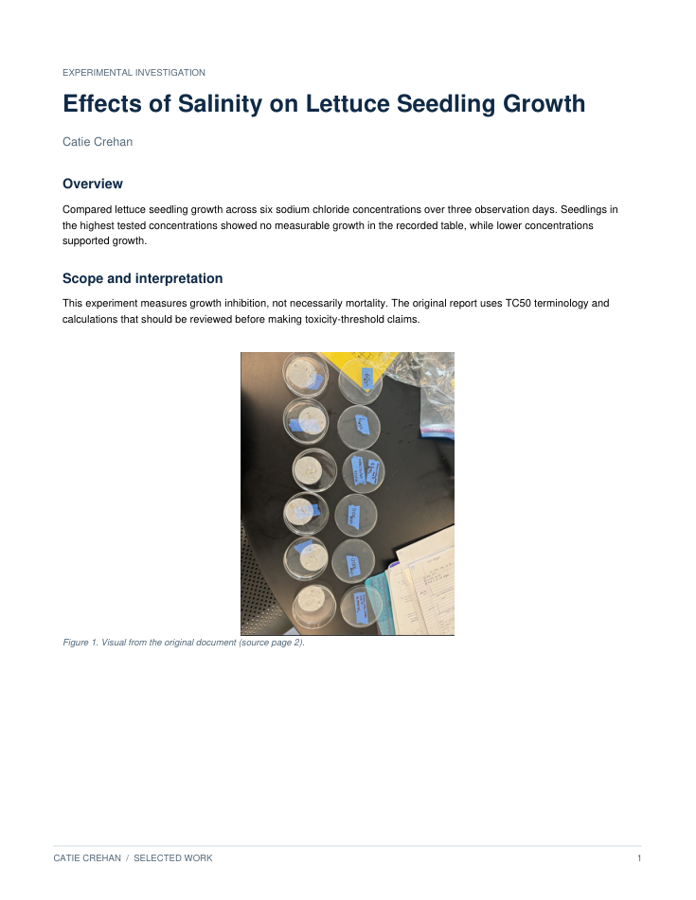 EXPERIMENTAL INVESTIGATION
Effects of Salinity on Lettuce Seedling Growth
Catie Crehan
Overview
Compared lettuce seedling growth across six sodium chloride concentrations over three observation days. Seedlings in
the highest tested concentrations showed no measurable growth in the recorded table, while lower concentrations
supported growth.
Scope and interpretation
This experiment measures growth inhibition, not necessarily mortality. The original report uses TC50 terminology and
calculations that should be reviewed before making toxicity-threshold claims.
Figure 1. Visual from the original document (source page 2).
CATIE CREHAN / SELECTED WORK
1